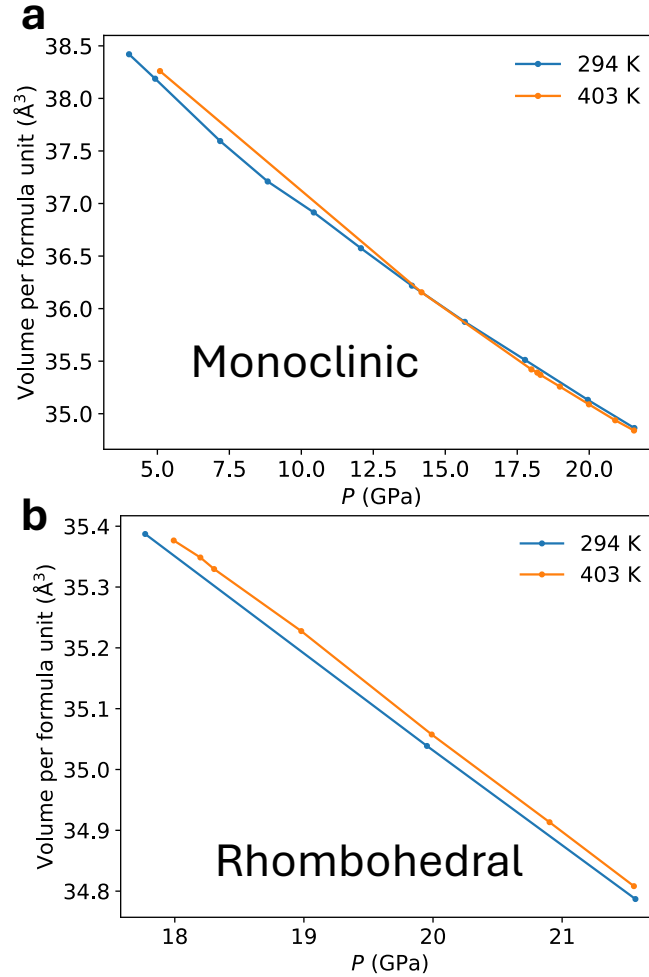 a
38.5
38.0
37.5
37.0
36.5
36.0
35.5
35.0
Volume per formula unit (Å³)
294 K
403 K
Monoclinic
5.0 7.5 10.0 12.5 15.0 17.5 20.0
P (GPa)
b
35.4
35.3
35.2
35.1
35.0
34.9
34.8
Volume per formula unit (Å³)
294 K
403 K
Rhombohedral
18 19 20 21
P (GPa)